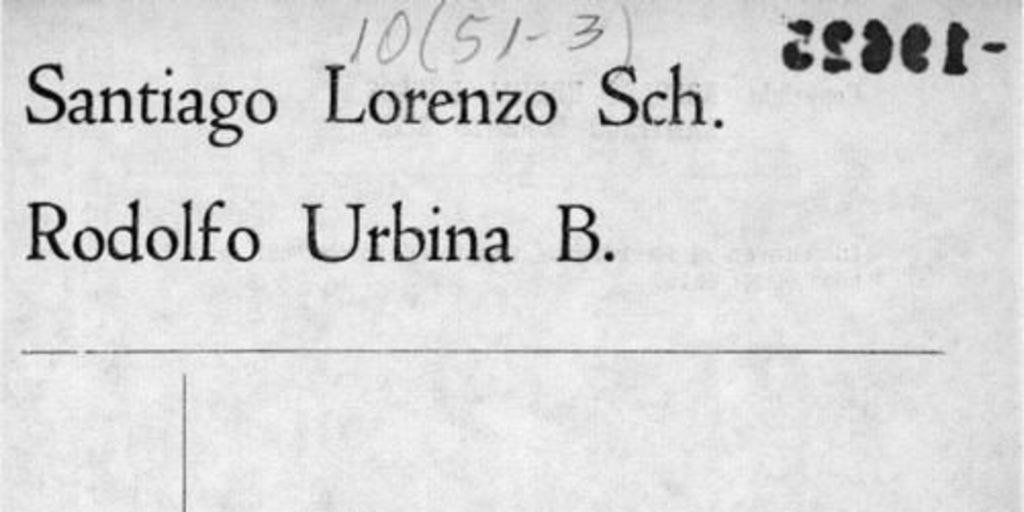 10(51-3)
Santiago Lorenzo Sch.
Rodolfo Urbina B.